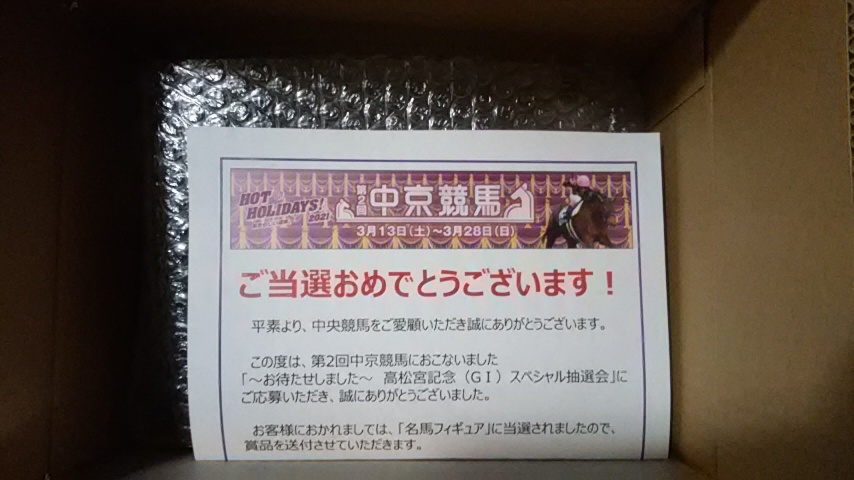 HOT
HOLIDAYS!
2021
第2回
中京競馬
3月13日(土)～3月28日(日)
ご当選おめでとうございます！
平素より、中央競馬をご愛顧いただき誠にありがとうございます。
この度は、第2回中京競馬におこないました
「～お待たせしました～　高松宮記念（ＧⅠ）スペシャル抽選会」に
ご応募いただき、誠にありがとうございました。
お客様におかれましては、「名馬フィギュア」に当選されましたので、
賞品を送付させていただきます。